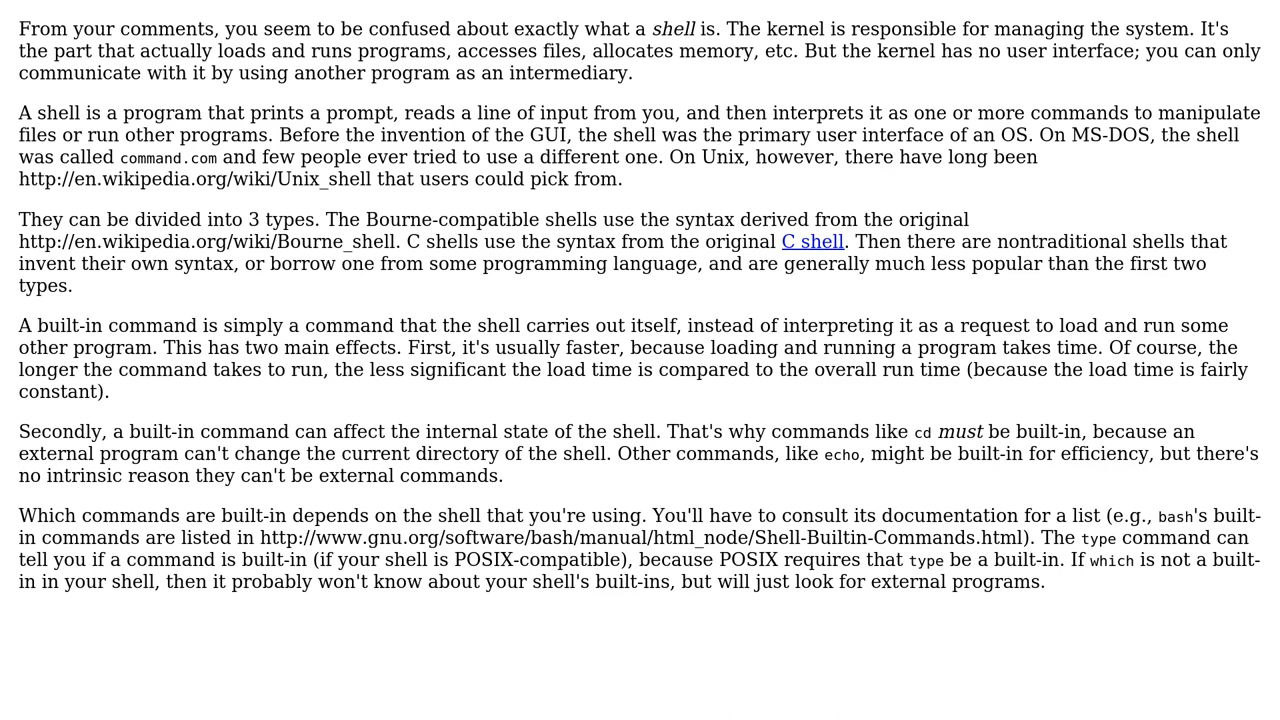 From your comments, you seem to be confused about exactly what a shell is. The kernel is responsible for managing the system. It's
the part that actually loads and runs programs, accesses files, allocates memory, etc. But the kernel has no user interface; you can only
communicate with it by using another program as an intermediary.
A shell is a program that prints a prompt, reads a line of input from you, and then interprets it as one or more commands to manipulate
files or run other programs. Before the invention of the GUI, the shell was the primary user interface of an OS. On MS-DOS, the shell
was called command.com and few people ever tried to use a different one. On Unix, however, there have long been
http://en.wikipedia.org/wiki/Unix_shell that users could pick from.
They can be divided into 3 types. The Bourne-compatible shells use the syntax derived from the original
http://en.wikipedia.org/wiki/Bourne_shell. C shells use the syntax from the original C shell. Then there are nontraditional shells that
invent their own syntax, or borrow one from some programming language, and are generally much less popular than the first two
types.
A built-in command is simply a command that the shell carries out itself, instead of interpreting it as a request to load and run some
other program. This has two main effects. First, it's usually faster, because loading and running a program takes time. Of course, the
longer the command takes to run, the less significant the load time is compared to the overall run time (because the load time is fairly
constant).
Secondly, a built-in command can affect the internal state of the shell. That's why commands like cd must be built-in, because an
external program can't change the current directory of the shell. Other commands, like echo, might be built-in for efficiency, but there's
no intrinsic reason they can't be external commands.
Which commands are built-in depends on the shell that you're using. You'll have to consult its documentation for a list (e.g., bash's built-
in commands are listed in http://www.gnu.org/software/bash/manual/html_node/Shell-Builtin-Commands.html). The type command can
tell you if a command is built-in (if your shell is POSIX-compatible), because POSIX requires that type be a built-in. If which is not a built-
in in your shell, then it probably won't know about your shell's built-ins, but will just look for external programs.